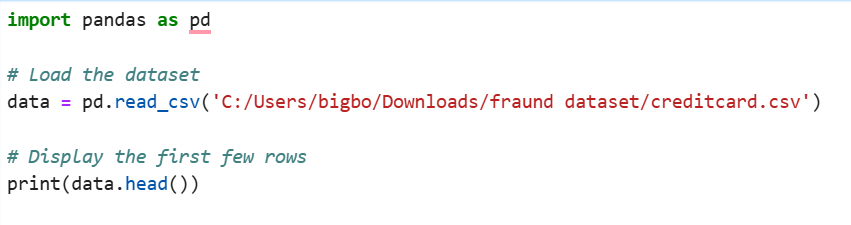 import pandas as pd
# Load the dataset
data = pd.read_csv('C:/Users/bigbo/Downloads/fraund dataset/creditcard.csv')
# Display the first few rows
print(data.head())